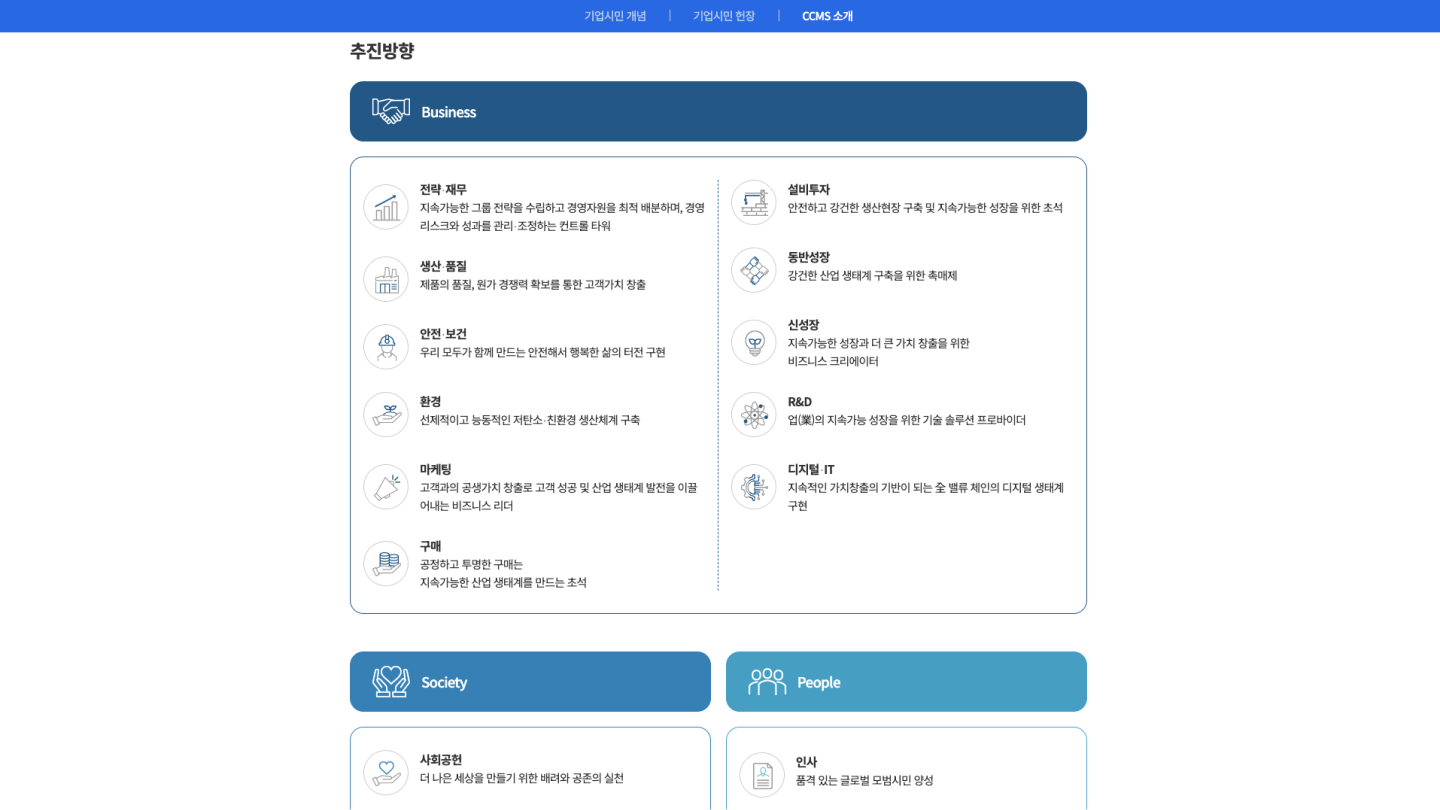 기업시민 개념
기업시민 헌장
CCMS 소개
추진방향
Business
전략·재무
지속가능한 그룹 전략을 수립하고 경영자원을 최적 배분하며, 경영
리스크와 성과를 관리·조정하는 컨트롤 타워
생산·품질
제품의 품질, 원가 경쟁력 확보를 통한 고객가치 창출
안전·보건
우리 모두가 함께 만드는 안전해서 행복한 삶의 터전 구현
환경
선제적이고 능동적인 저탄소·친환경 생산체계 구축
마케팅
고객과의 공생가치 창출로 고객 성공 및 산업 생태계 발전을 이끌
어내는 비즈니스 리더
구매
공정하고 투명한 구매는
지속가능한 산업 생태계를 만드는 초석
설비투자
안전하고 강건한 생산현장 구축 및 지속가능한 성장을 위한 초석
동반성장
강건한 산업 생태계 구축을 위한 촉매제
신성장
지속가능한 성장과 더 큰 가치 창출을 위한
비즈니스 크리에이터
R&D
업(業)의 지속가능 성장을 위한 기술 솔루션 프로바이더
디지털·IT
지속적인 가치창출의 기반이 되는 全 밸류 체인의 디지털 생태계
구현
Society
사회공헌
더 나은 세상을 만들기 위한 배려와 공존의 실천
People
인사
품격 있는 글로벌 모범시민 양성